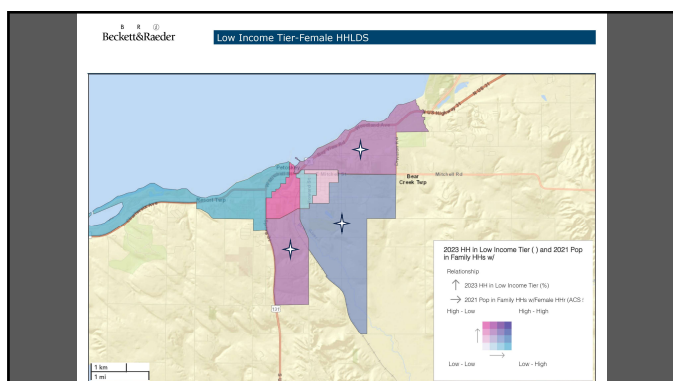 B R i
Beckett&Raeder
Low Income Tier-Female HHLDS
Bear
Creek Twp
Mitchell Rd
131
2023 HH in Low Income Tier ( ) and 2021 Pop
in Family HHs w/
Relationship
2023 HH in Low Income Tier (%)
2021 Pop in Family HHs w/Female HHr (ACS :
High - Low High - High
Low - Low Low - High
1 km
1 mi